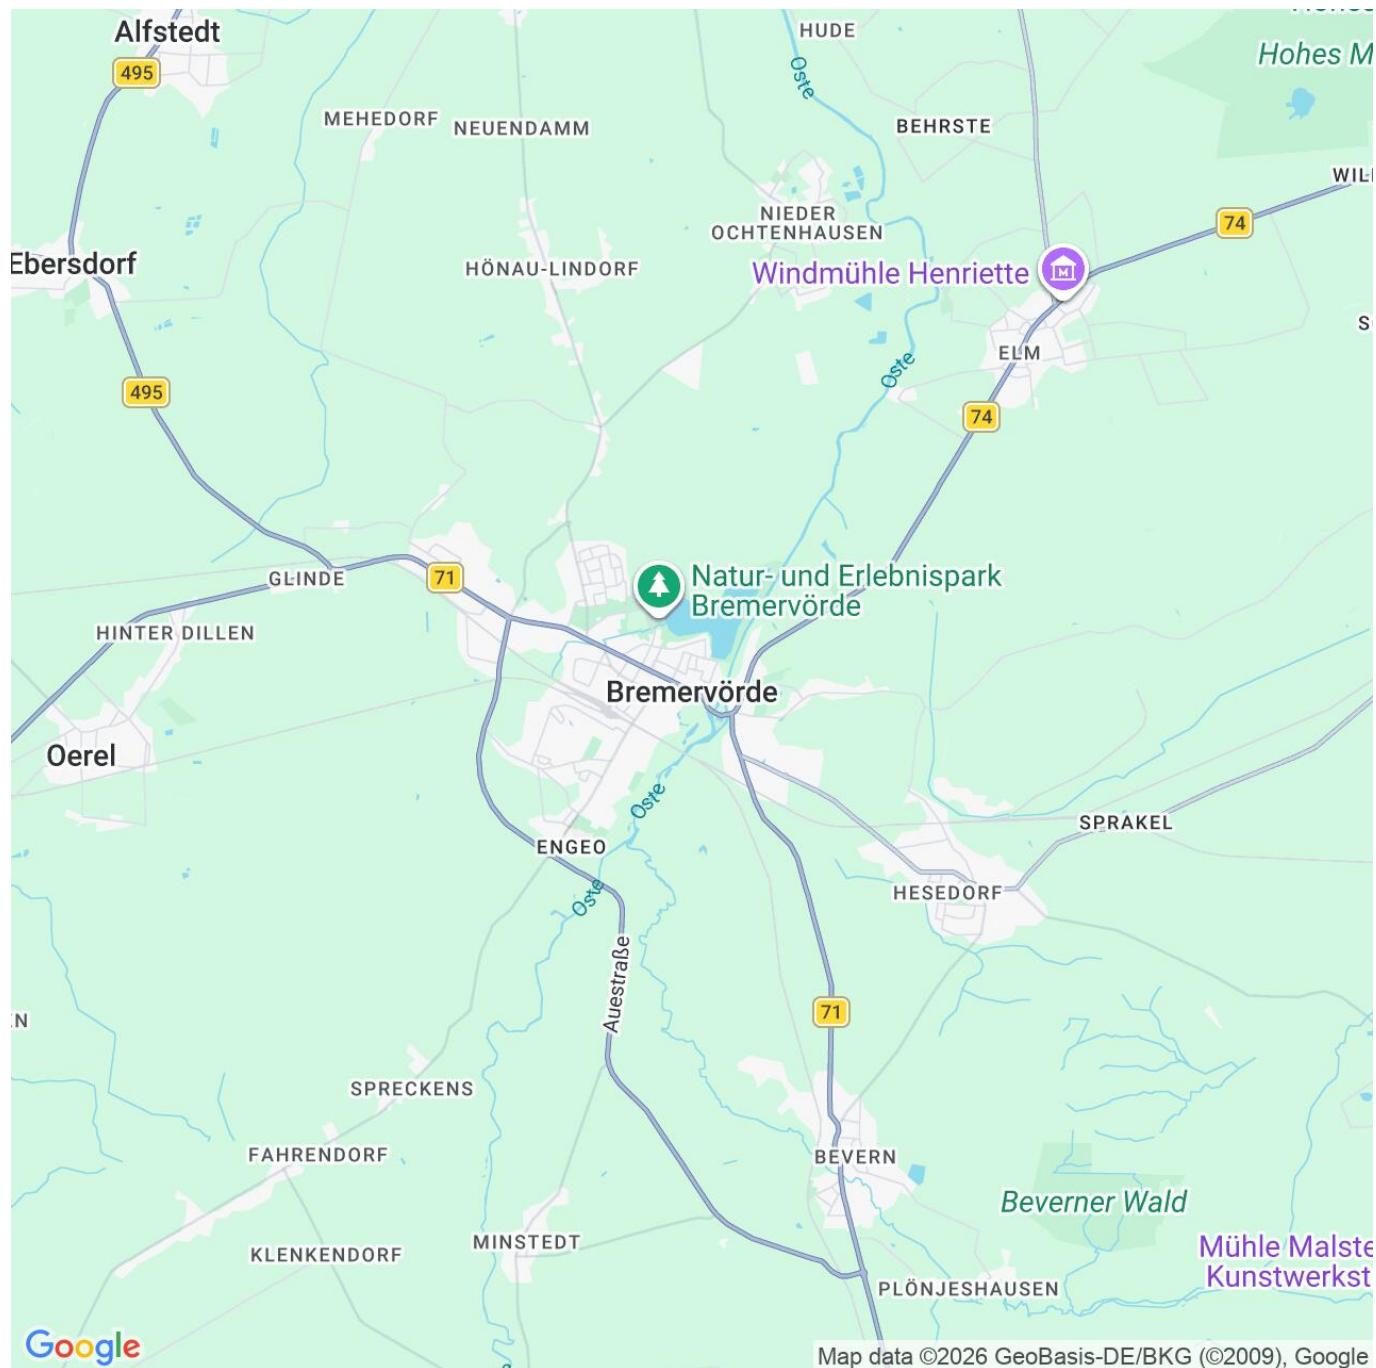 Alfstedt
HUDE
Hohes M
495
Oste
MEHEDORF
NEUENDAMM
BEHRSTE
WIL
NIEDER
OCHTENHAUSEN
74
Ebersdorf
HÖNAU-LINDORF
Windmühle Henriette
ELM
Oste
495
74
GLINDE
71
Natur- und Erlebnispark
Bremervörde
HINTER DILLEN
Bremervörde
Oerel
Oste
ENGEO
SPRAKEL
HESEDORF
Oste
Auestraße
71
EN
SPRECKENS
FAHRENDORF
BEVERN
Beverner Wald
KLENKENDORF
MINSTEDT
Mühle Malste
Kunstwerkst
PLÖNJESHAUSEN
Google
Map data ©2026 GeoBasis-DE/BKG (©2009), Google